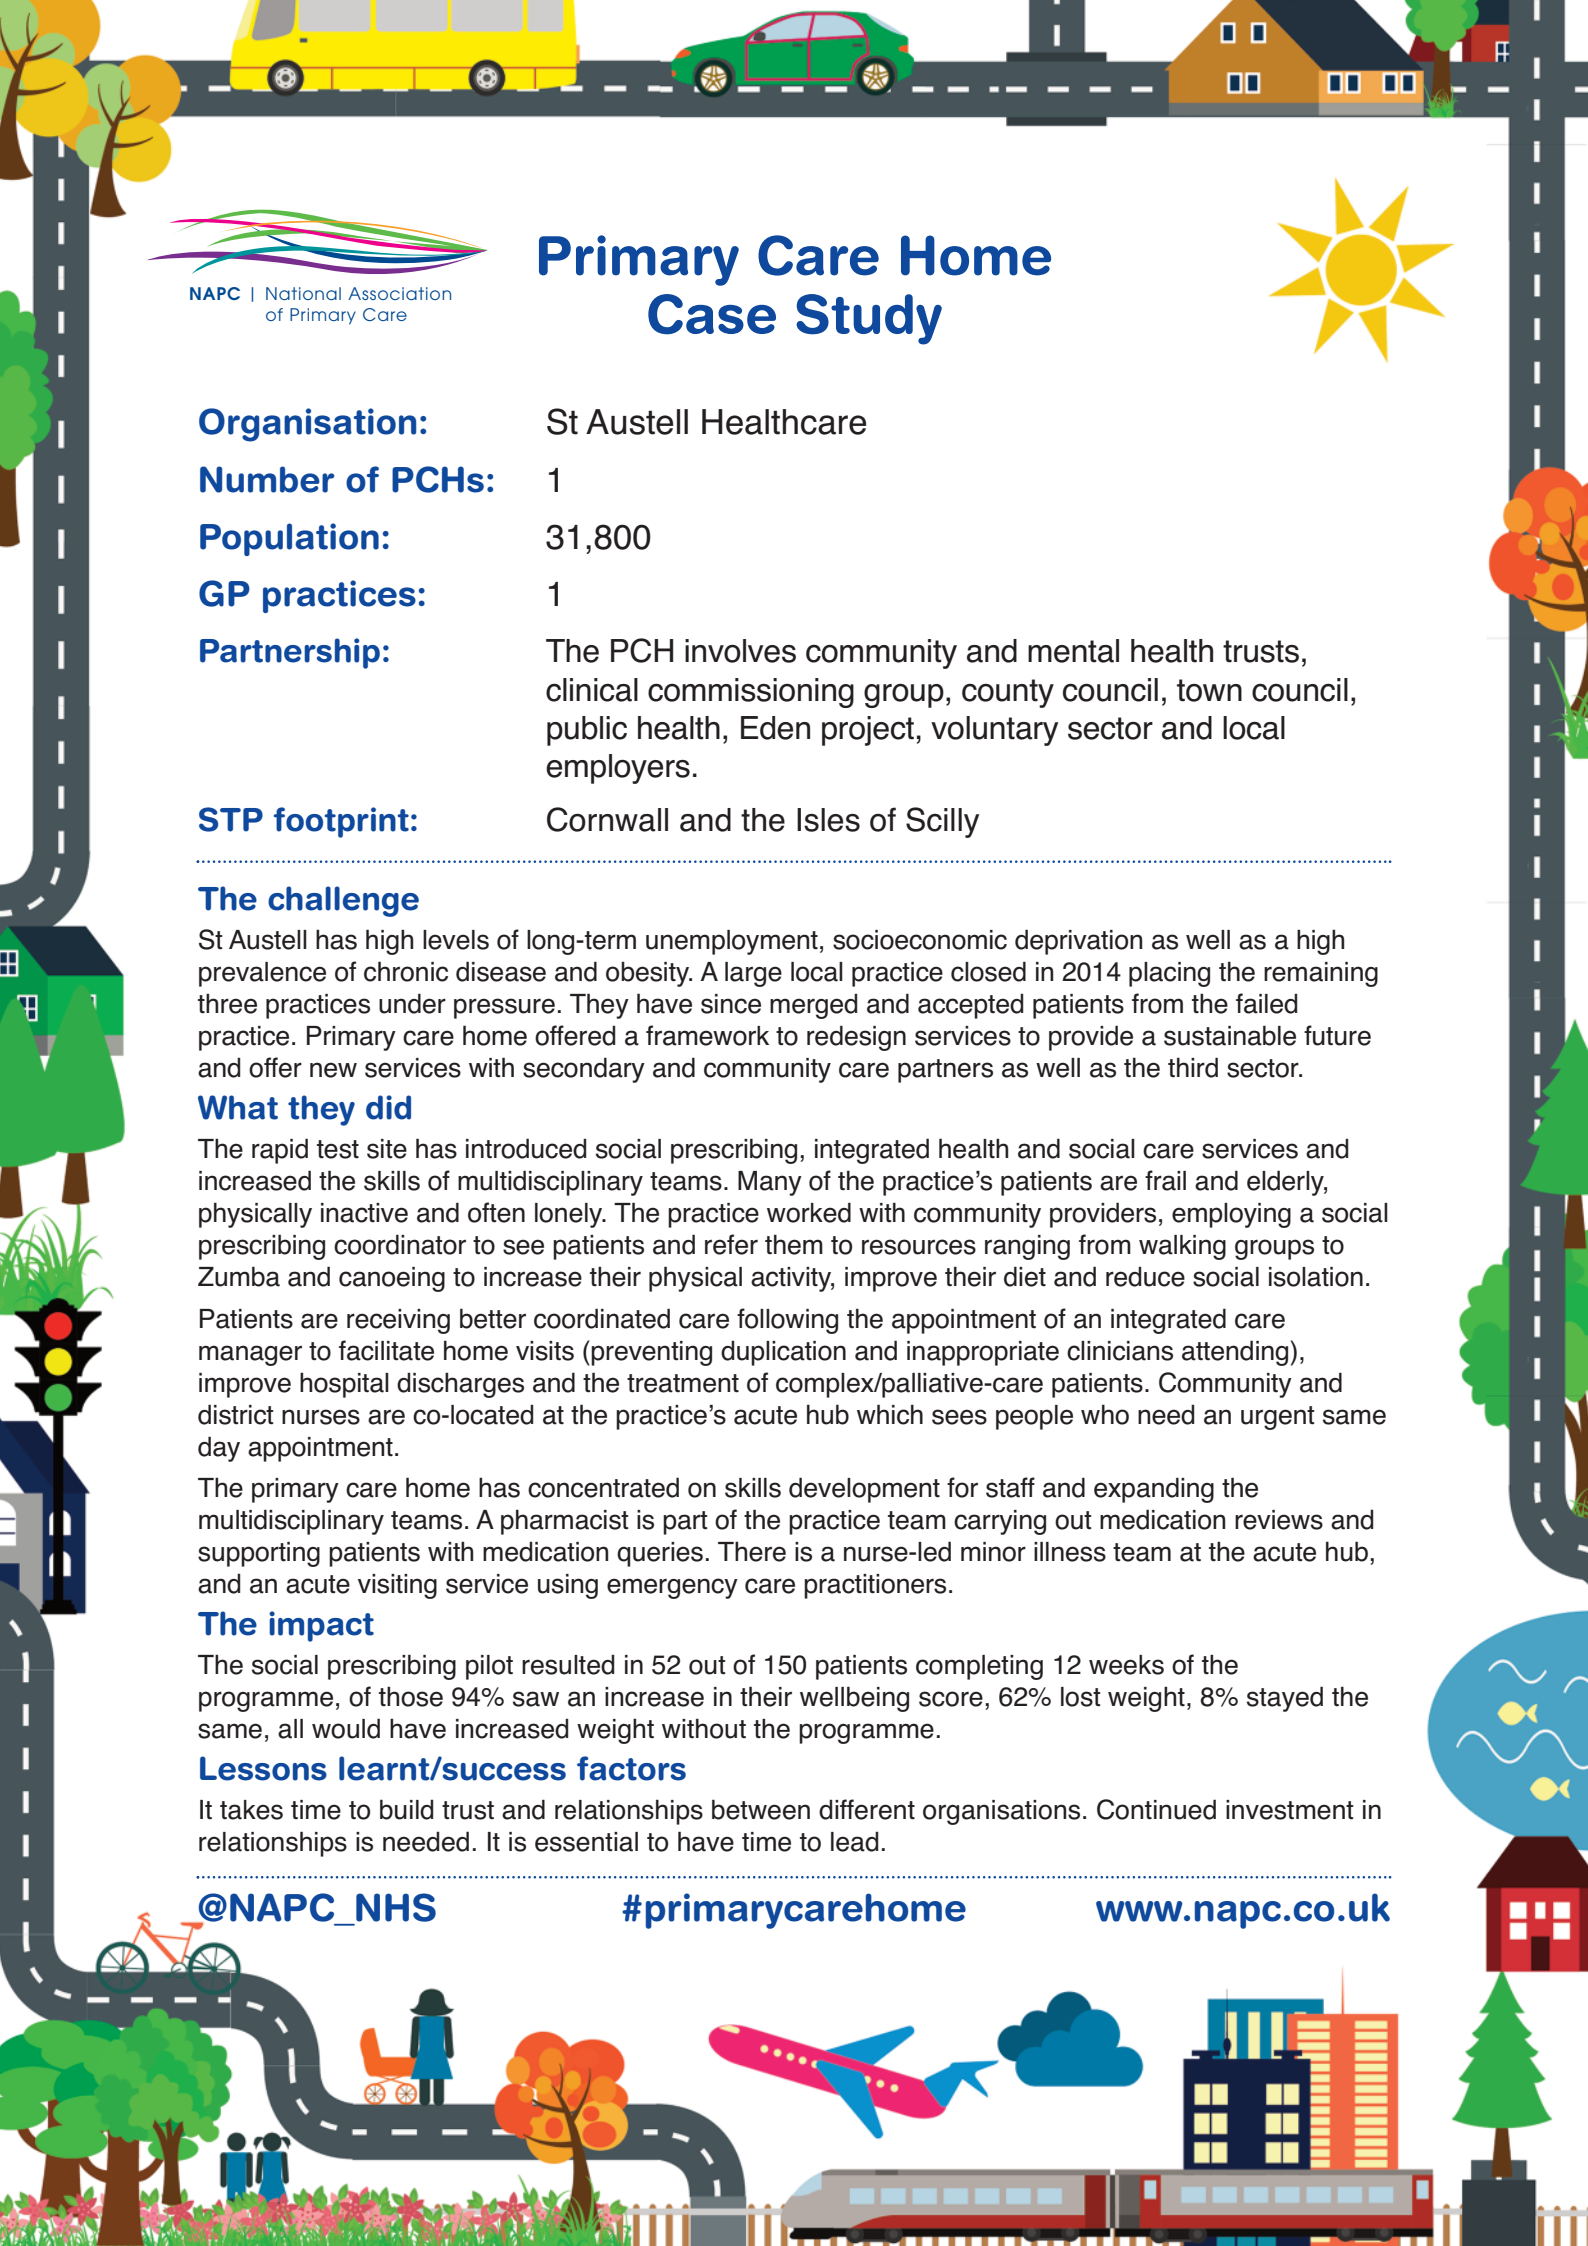 NAPC | National Association
of Primary Care
Primary Care Home
Case Study
Organisation: St Austell Healthcare
Number of PCHs: 1
Population: 31,800
GP practices: 1
Partnership: The PCH involves community and mental health trusts,
clinical commissioning group, county council, town council,
public health, Eden project, voluntary sector and local
employers.
STP footprint: Cornwall and the Isles of Scilly
The challenge
St Austell has high levels of long-term unemployment, socioeconomic deprivation as well as a high
prevalence of chronic disease and obesity. A large local practice closed in 2014 placing the remaining
three practices under pressure. They have since merged and accepted patients from the failed
practice. Primary care home offered a framework to redesign services to provide a sustainable future
and offer new services with secondary and community care partners as well as the third sector.
What they did
The rapid test site has introduced social prescribing, integrated health and social care services and
increased the skills of multidisciplinary teams. Many of the practice’s patients are frail and elderly,
physically inactive and often lonely. The practice worked with community providers, employing a social
prescribing coordinator to see patients and refer them to resources ranging from walking groups to
Zumba and canoeing to increase their physical activity, improve their diet and reduce social isolation.
Patients are receiving better coordinated care following the appointment of an integrated care
manager to facilitate home visits (preventing duplication and inappropriate clinicians attending),
improve hospital discharges and the treatment of complex/palliative-care patients. Community and
district nurses are co-located at the practice’s acute hub which sees people who need an urgent same
day appointment.
The primary care home has concentrated on skills development for staff and expanding the
multidisciplinary teams. A pharmacist is part of the practice team carrying out medication reviews and
supporting patients with medication queries. There is a nurse-led minor illness team at the acute hub,
and an acute visiting service using emergency care practitioners.
The impact
The social prescribing pilot resulted in 52 out of 150 patients completing 12 weeks of the
programme, of those 94% saw an increase in their wellbeing score, 62% lost weight, 8% stayed the
same, all would have increased weight without the programme.
Lessons learnt/success factors
It takes time to build trust and relationships between different organisations. Continued investment in
relationships is needed. It is essential to have time to lead.
@NAPC_NHS #primarycarehome www.napc.co.uk